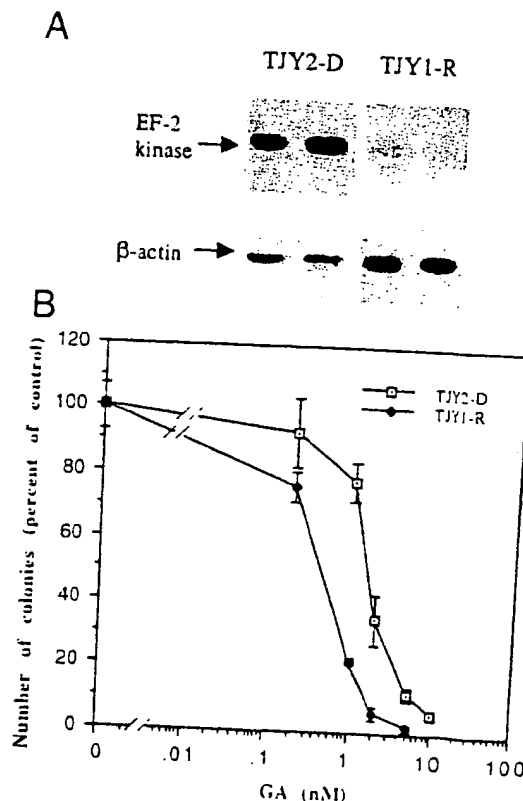 A
TJY2-D TJY1-R
EF-2
kinase
β-actin
B
Number of colonies (percent of control)
120
100
80
60
40
20
0
TJY2-D
TJY1-R
0 .01 .1 1 10 100
GA (nM)